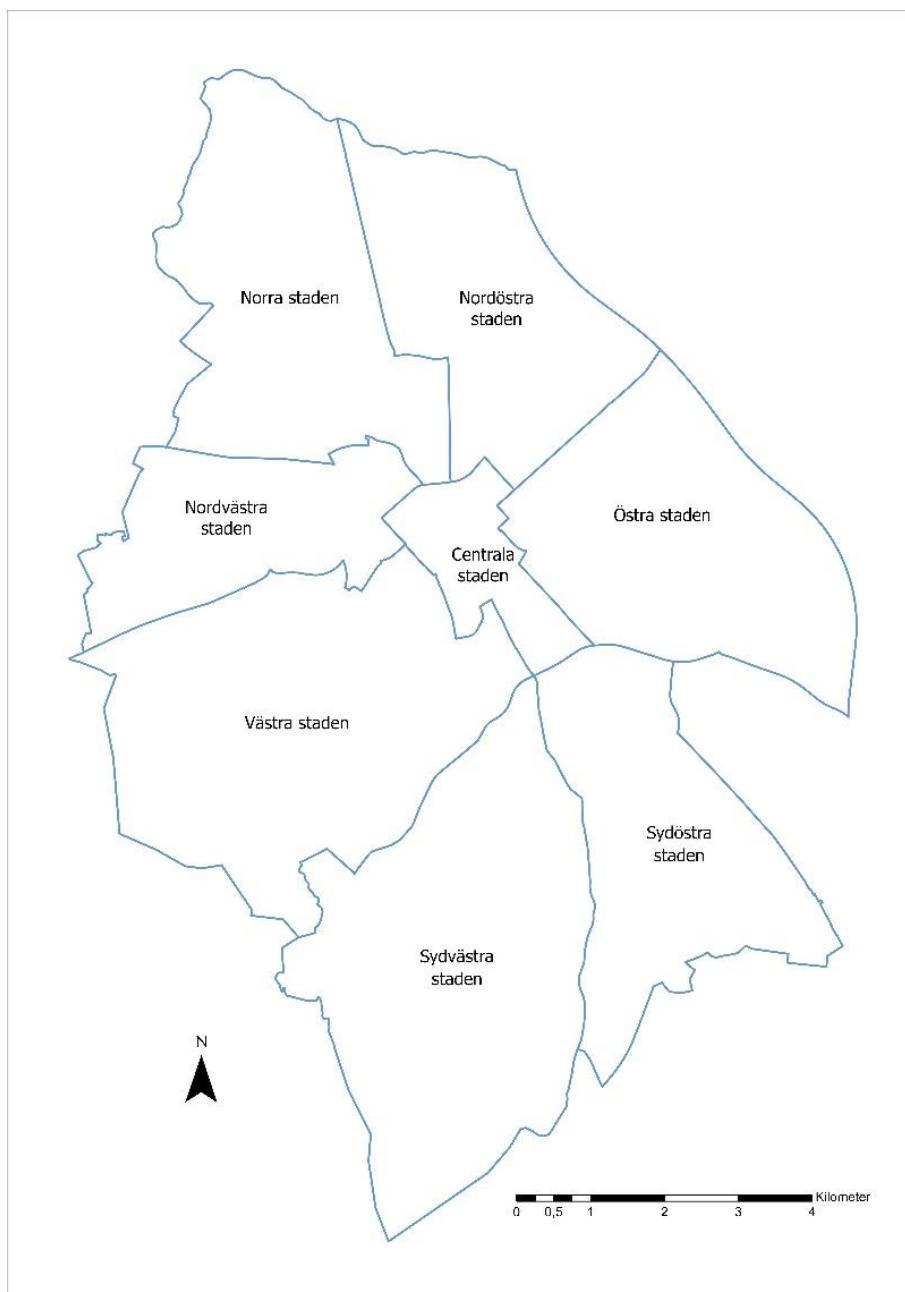 Norra staden
Nordöstra
staden
Nordvästra
staden
Östra staden
Centrala
staden
Västra staden
Sydöstra
staden
Sydvästra
staden
N
Kilometer
0 0,5 1 2 3 4